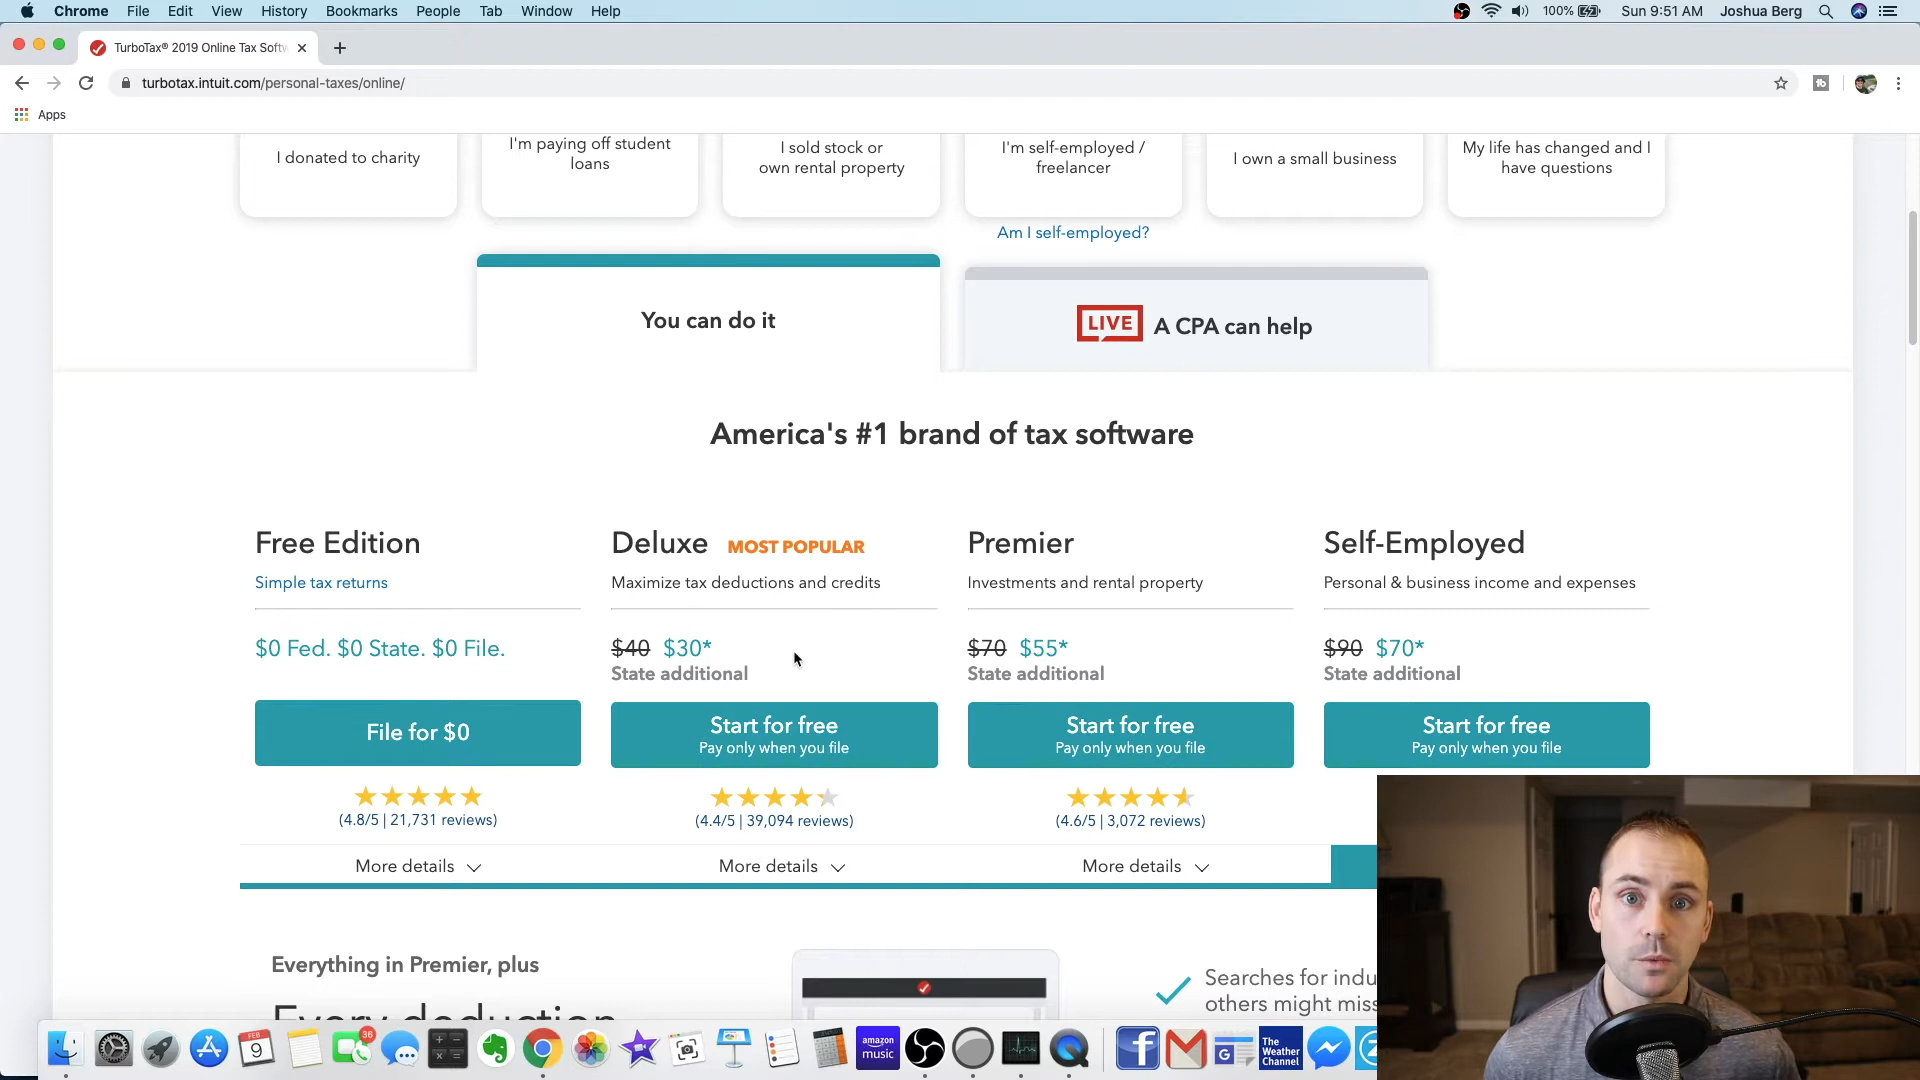 Chrome File Edit View History Bookmarks People Tab Window Help
100% Sun 9:51 AM Joshua Berg
TurboTax® 2019 Online Tax Softw
turbotax.intuit.com/personal-taxes/online/
Apps
I donated to charity
I'm paying off student
loans
I sold stock or
own rental property
I'm self-employed /
freelancer
I own a small business
My life has changed and I
have questions
Am I self-employed?
You can do it
LIVE A CPA can help
America's #1 brand of tax software
Free Edition
Simple tax returns
$0 Fed. $0 State. $0 File.
File for $0
(4.8/5 | 21,731 reviews)
More details
Deluxe MOST POPULAR
Maximize tax deductions and credits
$40 $30*
State additional
Start for free
Pay only when you file
(4.4/5 | 39,094 reviews)
More details
Premier
Investments and rental property
$70 $55*
State additional
Start for free
Pay only when you file
(4.6/5 | 3,072 reviews)
More details
Self-Employed
Personal & business income and expenses
$90 $70*
State additional
Start for free
Pay only when you file
Everything in Premier, plus
Every deduction
Searches for indu
others might miss
FEB
9
36
amazon
music
The
Weather
Channel